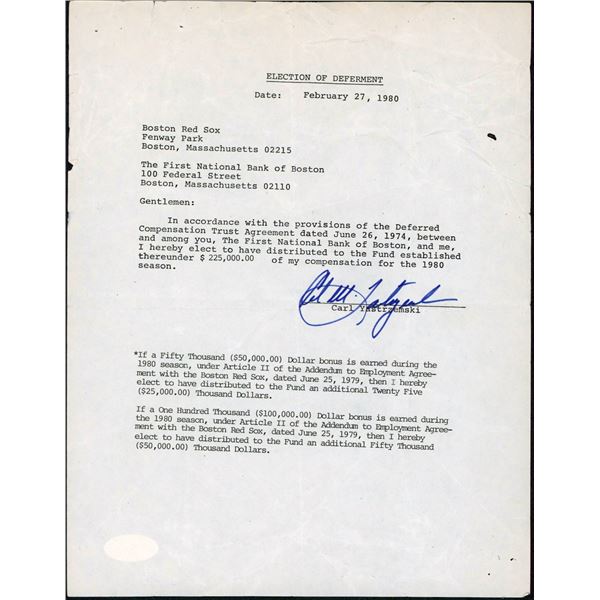 ELECTION OF DEFERMENT
Date: February 27, 1980
Boston Red Sox
Fenway Park
Boston, Massachusetts 02215
The First National Bank of Boston
100 Federal Street
Boston, Massachusetts 02110
Gentlemen:
In accordance with the provisions of the Deferred
Compensation Trust Agreement dated June 26, 1974, between
and among you, The First National Bank of Boston, and me,
I hereby elect to have distributed to the Fund established
thereunder $ 225,000.00 of my compensation for the 1980
season.
Carl M. Yastrzemski
Carl Yastrzemski
*If a Fifty Thousand ($50,000.00) Dollar bonus is earned during the
1980 season, under Article II of the Addendum to Employment Agree-
ment with the Boston Red Sox, dated June 25, 1979, then I hereby
elect to have distributed to the Fund an additional Twenty Five
($25,000.00) Thousand Dollars.
If a One Hundred Thousand ($100,000.00) Dollar bonus is earned during
the 1980 season, under Article II of the Addendum to Employment Agree-
ment with the Boston Red Sox, dated June 25, 1979, then I hereby
elect to have distributed to the Fund an additional Fifty Thousand
($50,000.00) Thousand Dollars.